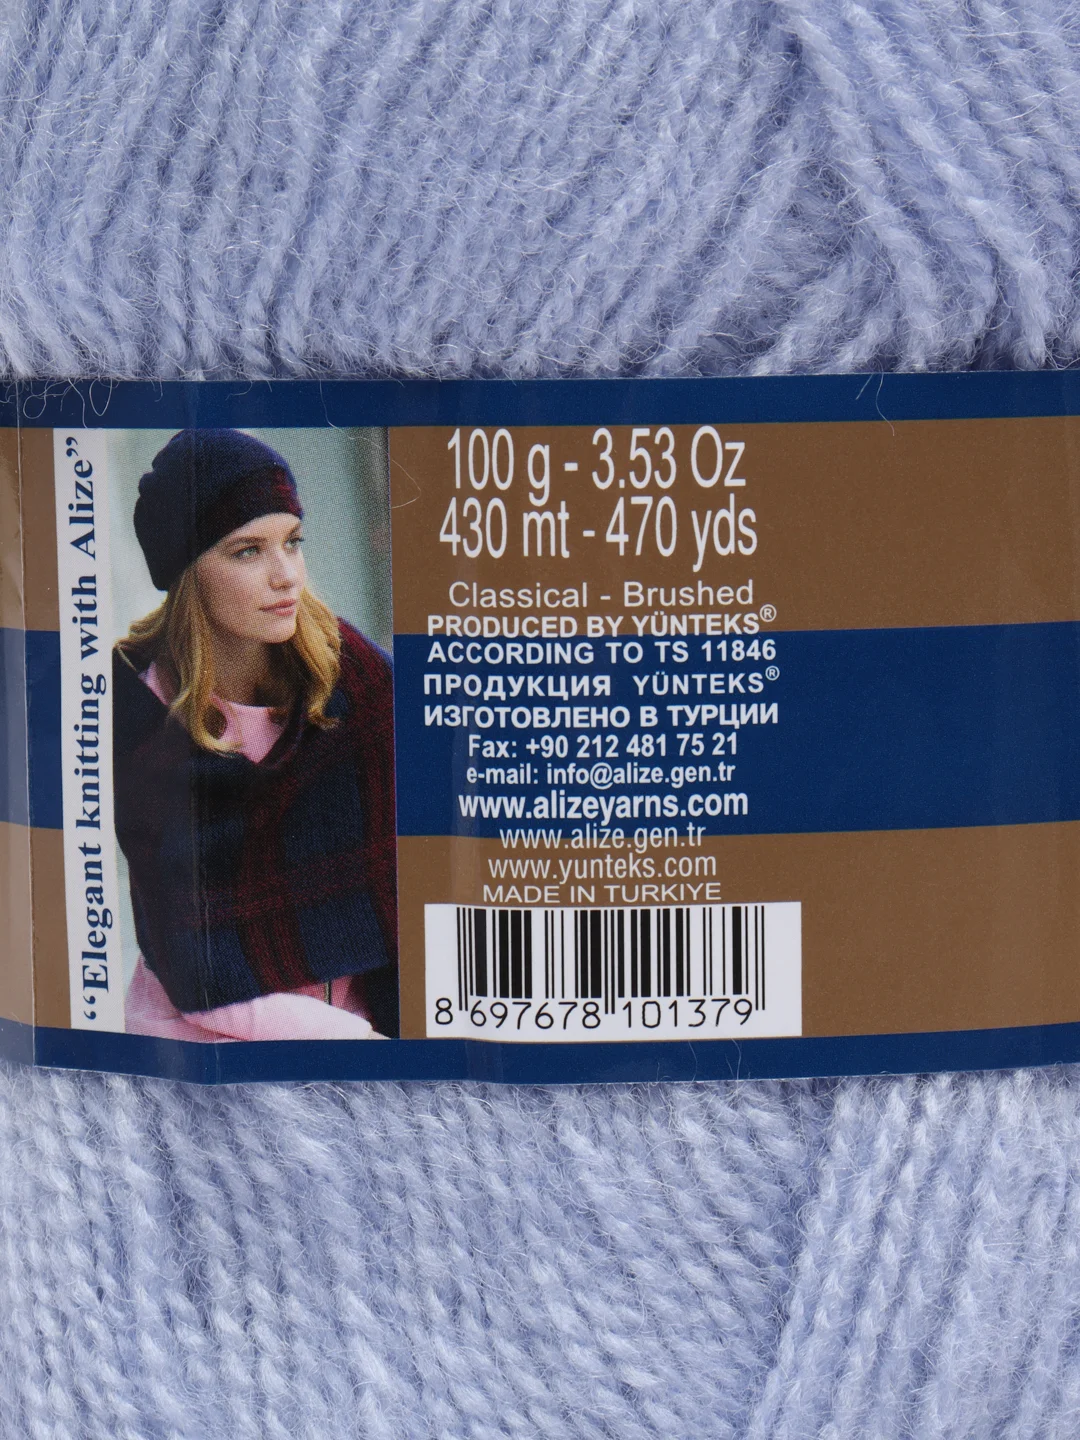 “Elegant knitting with Alize”
100 g - 3.53 Oz
430 mt - 470 yds
Classical - Brushed
PRODUCED BY YÜNTEKS®
ACCORDING TO TS 11846
ПРОДУКЦИЯ YÜNTEKS®
ИЗГОТОВЛЕНО В ТУРЦИИ
Fax: +90 212 481 75 21
e-mail: info@alize.gen.tr
www.alizeyarns.com
www.alize.gen.tr
www.yunteks.com
MADE IN TURKIYE
8 697678 101379